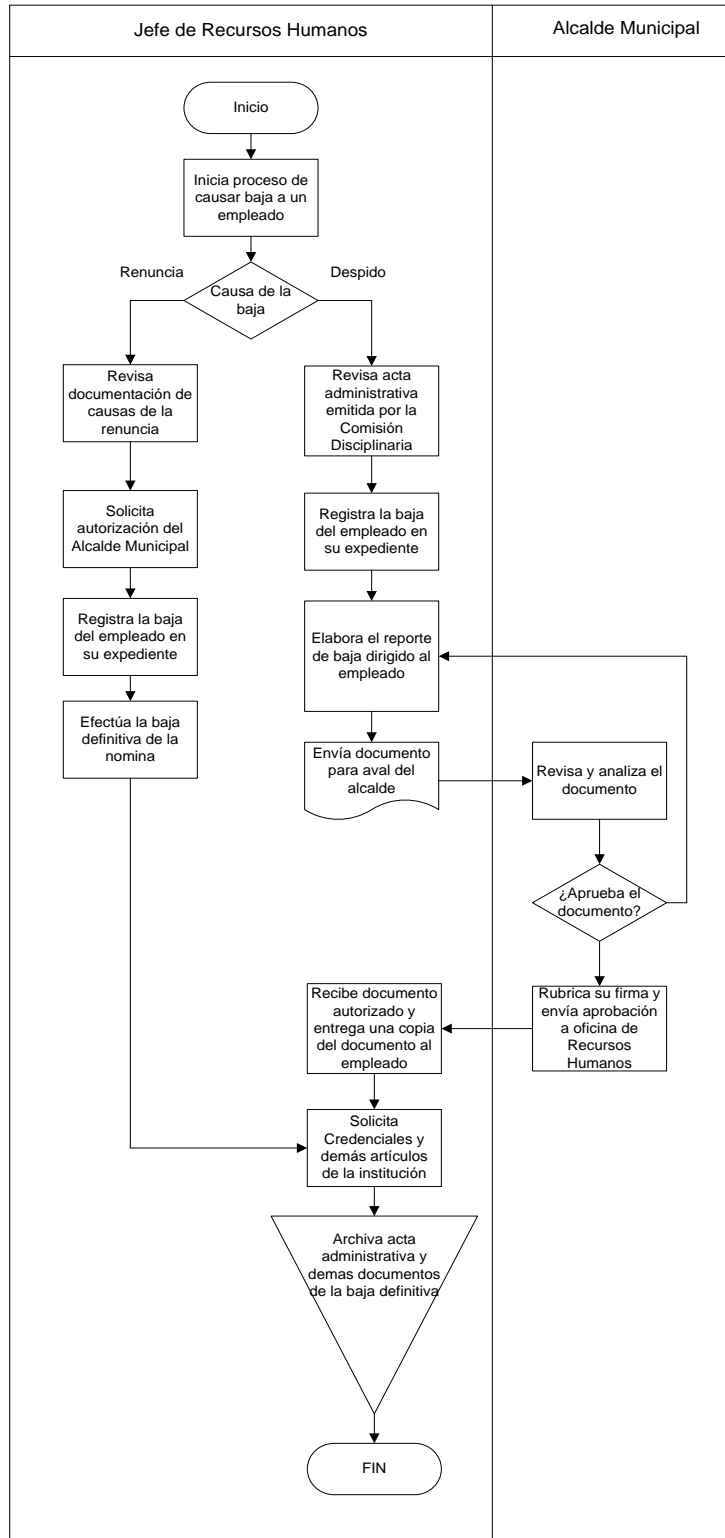 Jefe de Recursos Humanos
Alcalde Municipal
Inicio
Inicia proceso de
causar baja a un
empleado
Renuncia
Despido
Causa de la
baja
Revisa
documentación de
causas de la
renuncia
Revisa acta
administrativa
emitida por la
Comisión
Disciplinaria
Solicita
autorización del
Alcalde Municipal
Registra la baja
del empleado en
su expediente
Registra la baja
del empleado en
su expediente
Elabora el reporte
de baja dirigido al
empleado
Efectúa la baja
definitiva de la
nomina
Envía documento
para aval del
alcalde
Revisa y analiza el
documento
¿Aprueba el
documento?
Recibe documento
autorizado y
entrega una copia
del documento al
empleado
Rubrica su firma y
envía aprobación
a oficina de
Recursos
Humanos
Solicita
Credenciales y
demás artículos
de la institución
Archiva acta
administrativa y
demas documentos
de la baja definitiva
FIN